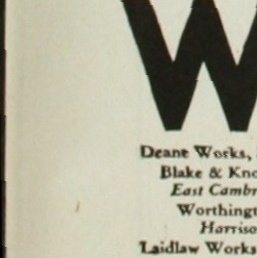 W
Deane Works,
Blake & Kno
East Cambr
Worthingt
Harriso
Laidlaw Works